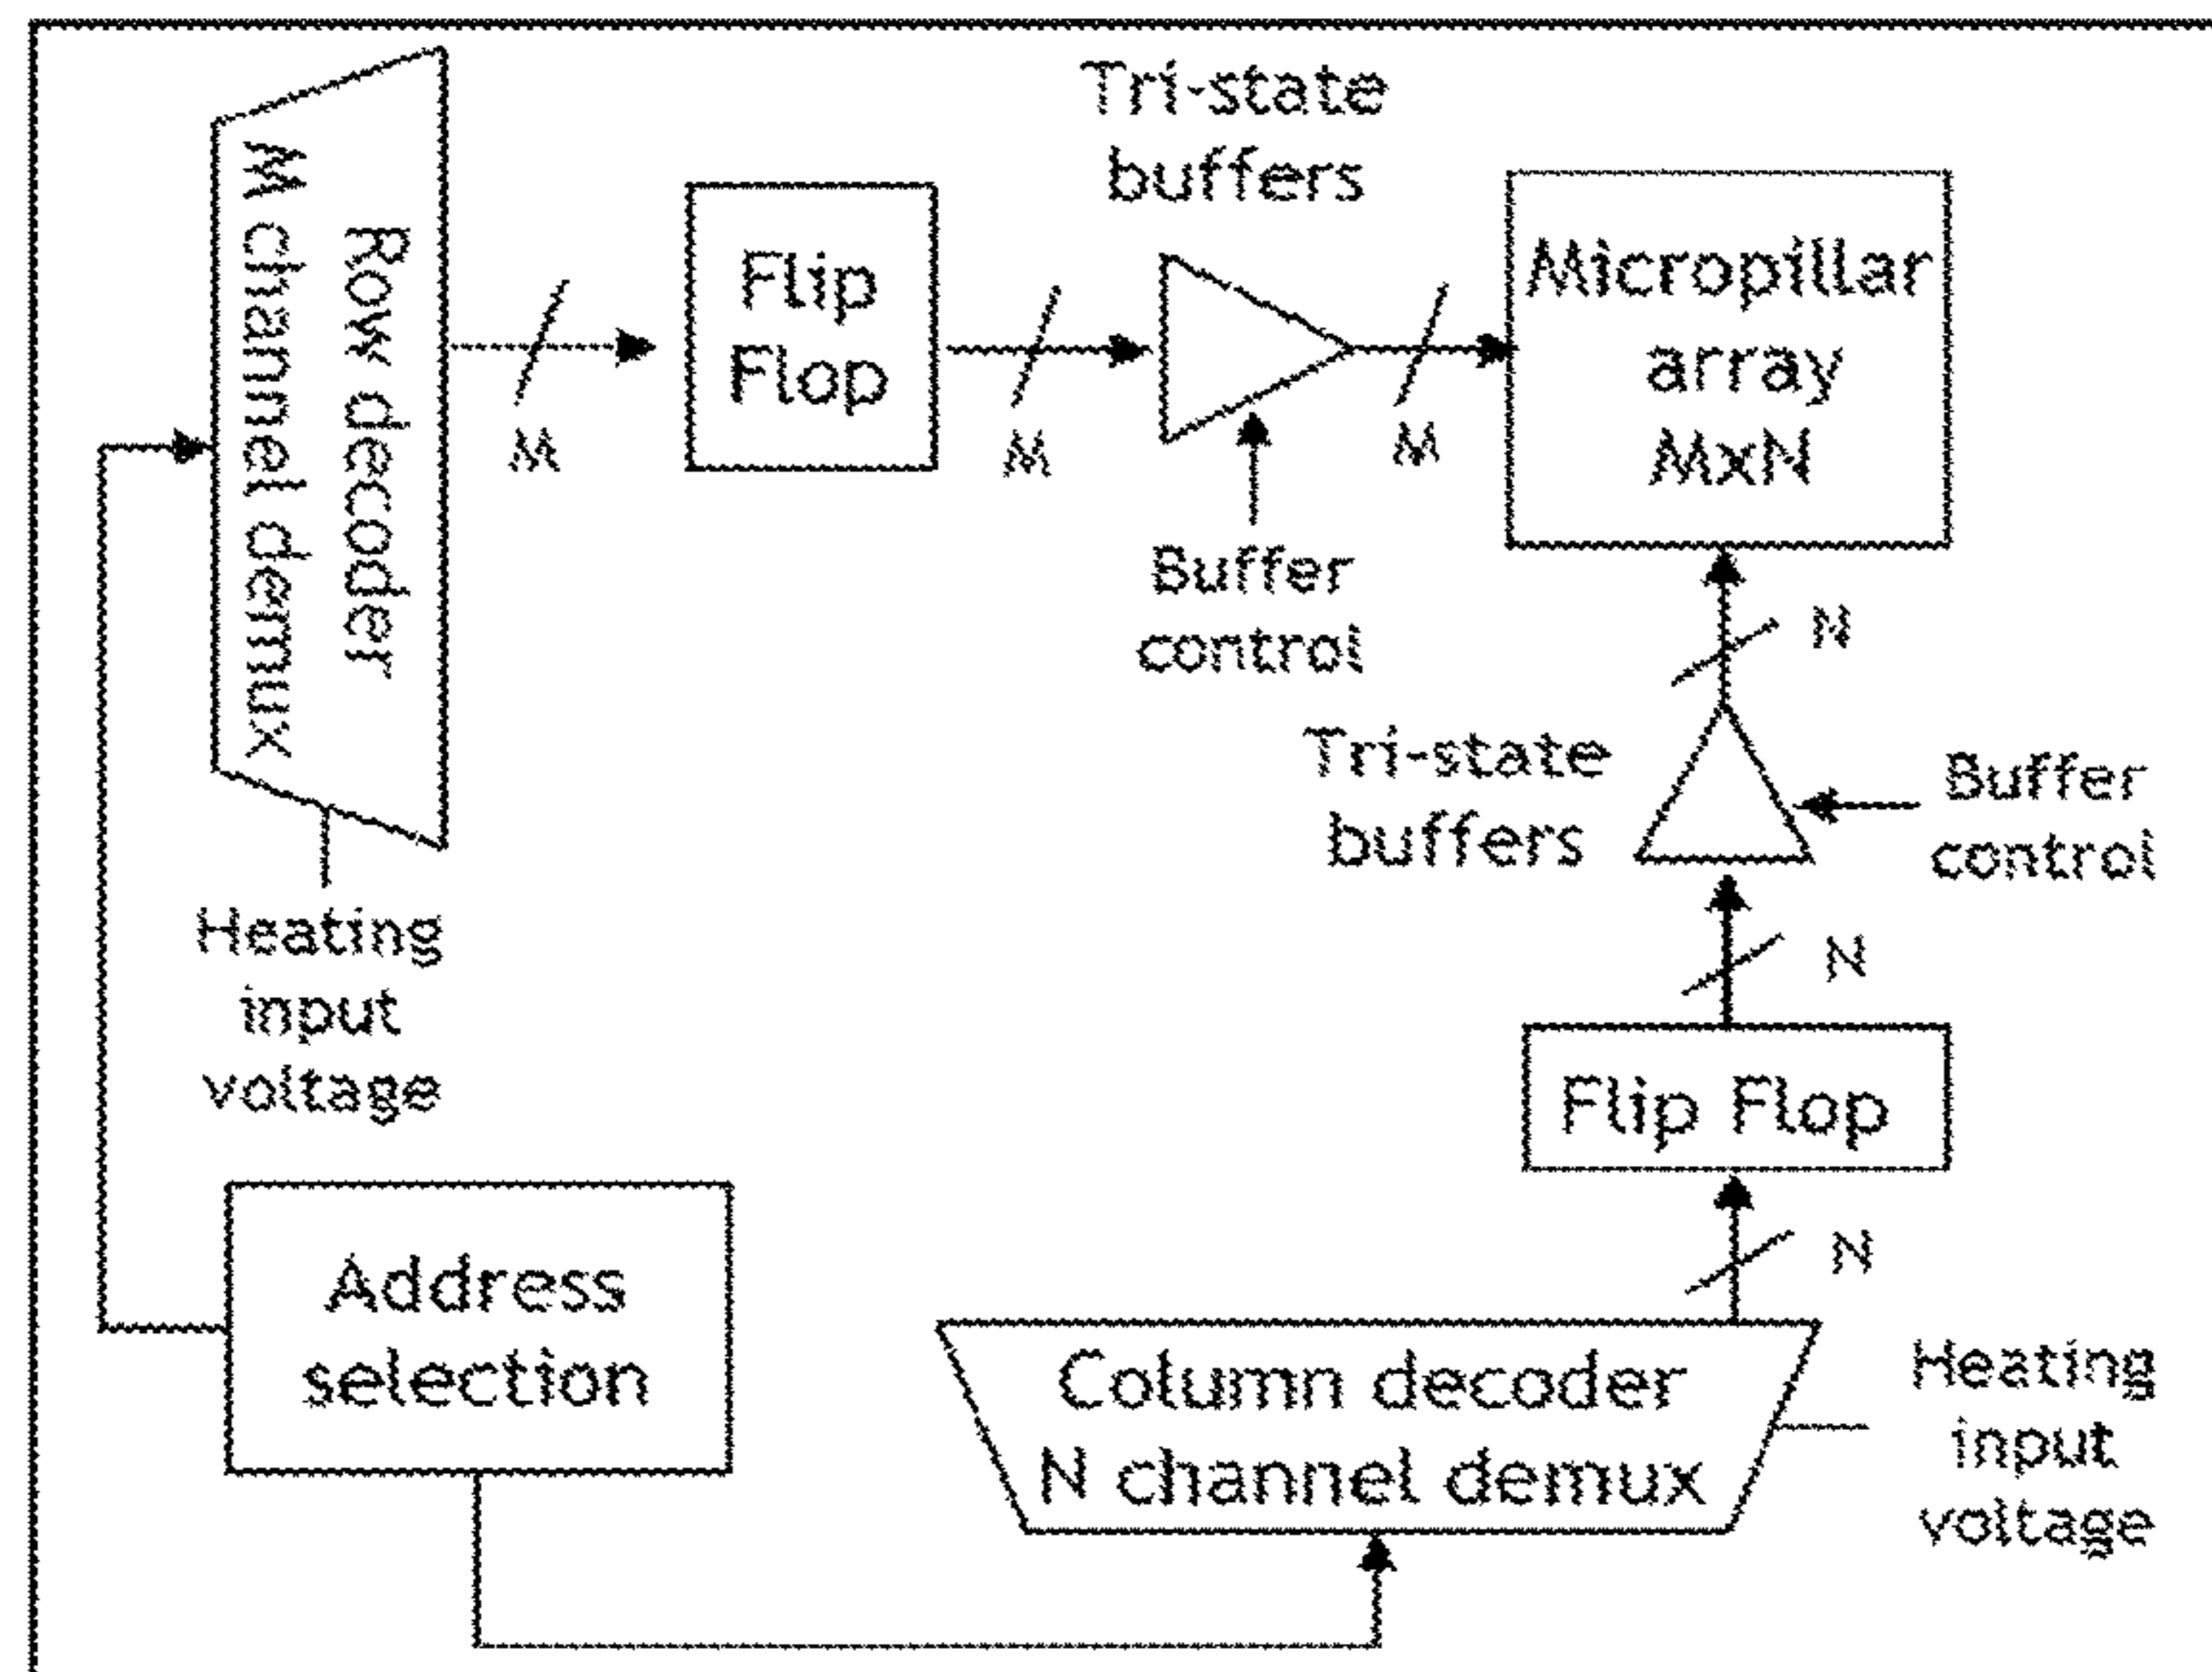 Tri-state
buffers
M channel demux
Row decoder
Flip
Flop
Micropillar
array
MxN
M
M
M
Buffer
control
N
Tri-state
buffers
Buffer
control
Heating
input
voltage
N
Flip Flop
N
Address
selection
Column decoder
N channel demux
Heating
input
voltage